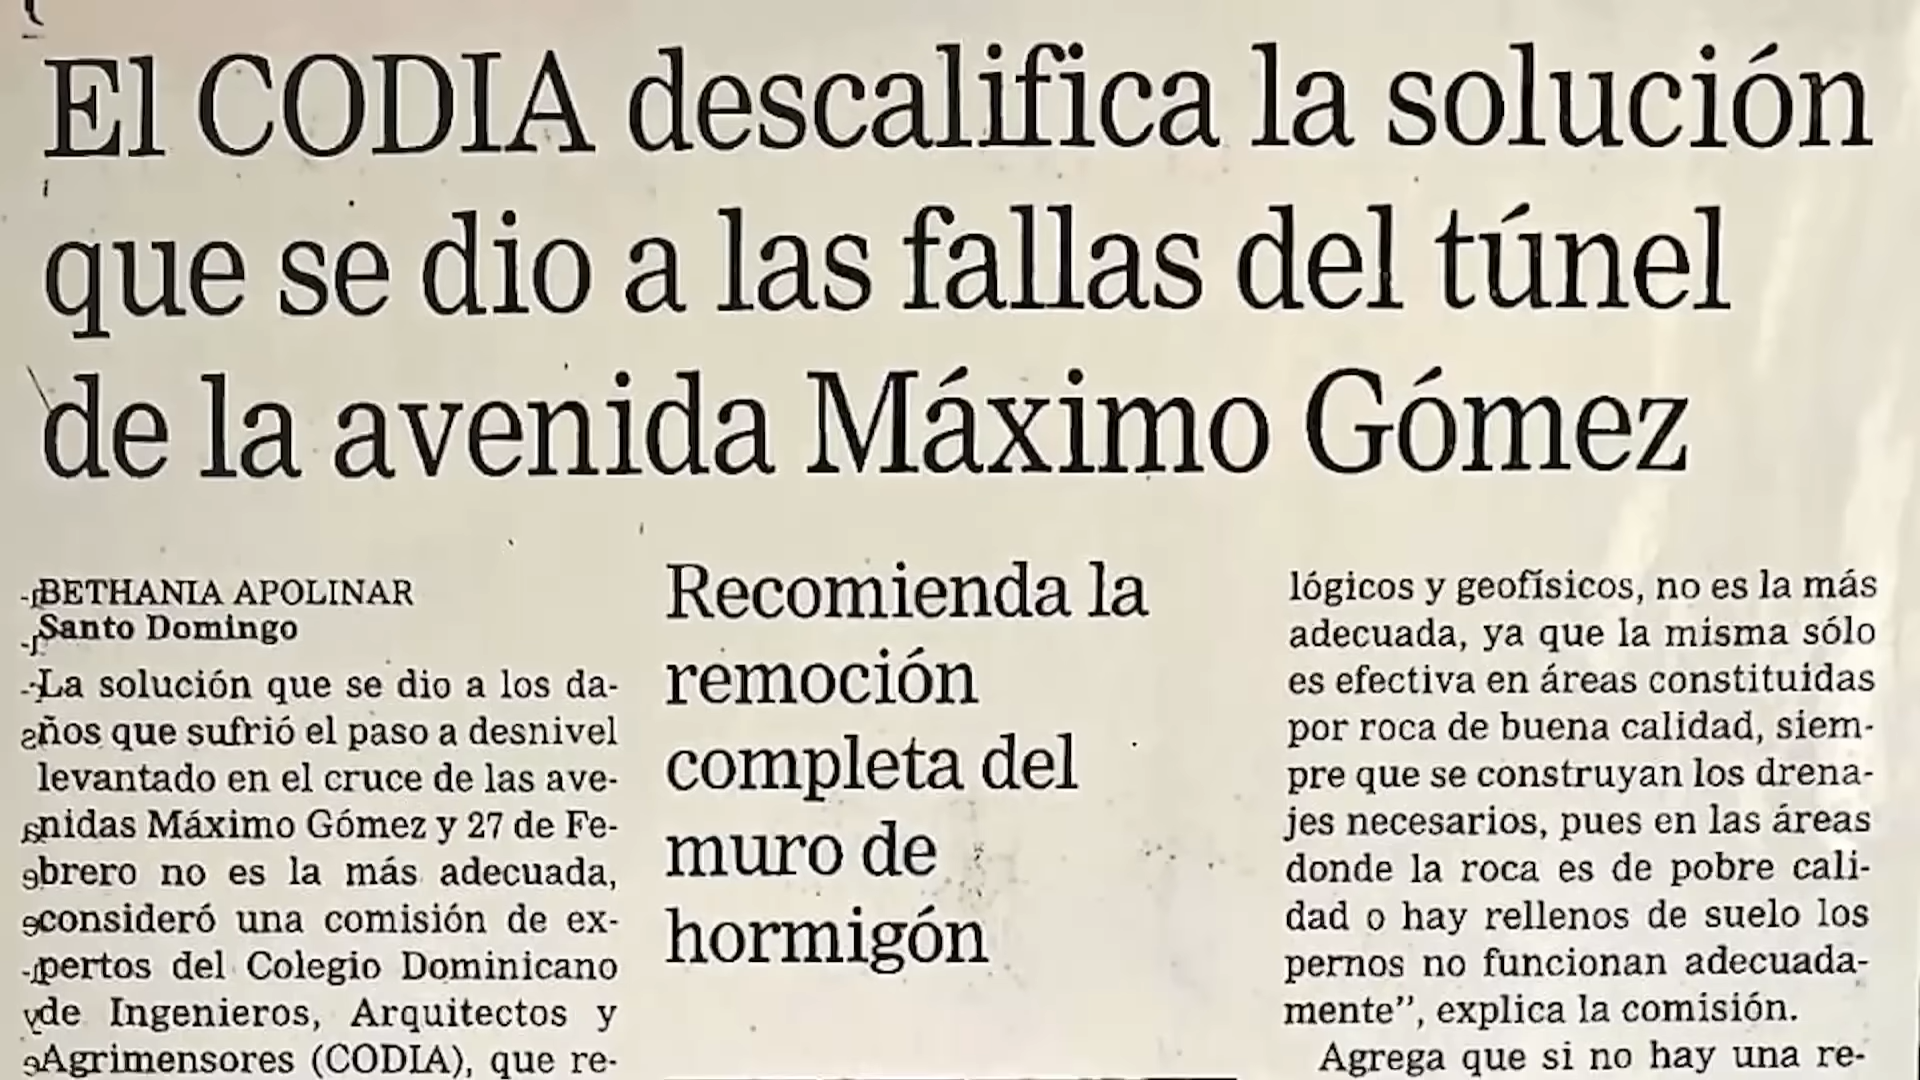 El CODIA descalifica la solución
que se dio a las fallas del túnel
de la avenida Máximo Gómez
BETHANIA APOLINAR
Santo Domingo
La solución que se dio a los da-
ños que sufrió el paso a desnivel
levantado en el cruce de las ave-
nidas Máximo Gómez y 27 de Fe-
brero no es la más adecuada,
consideró una comisión de ex-
pertos del Colegio Dominicano
de Ingenieros, Arquitectos y
Agrimensores (CODIA), que re-
Recomienda la
remoción
completa del
muro de
hormigón
lógicos y geofísicos, no es la más
adecuada, ya que la misma sólo
es efectiva en áreas constituidas
por roca de buena calidad, siem-
pre que se construyan los drena-
jes necesarios, pues en las áreas
donde la roca es de pobre cali-
dad o hay rellenos de suelo los
pernos no funcionan adecuada-
mente”, explica la comisión.
Agrega que si no hay una re-